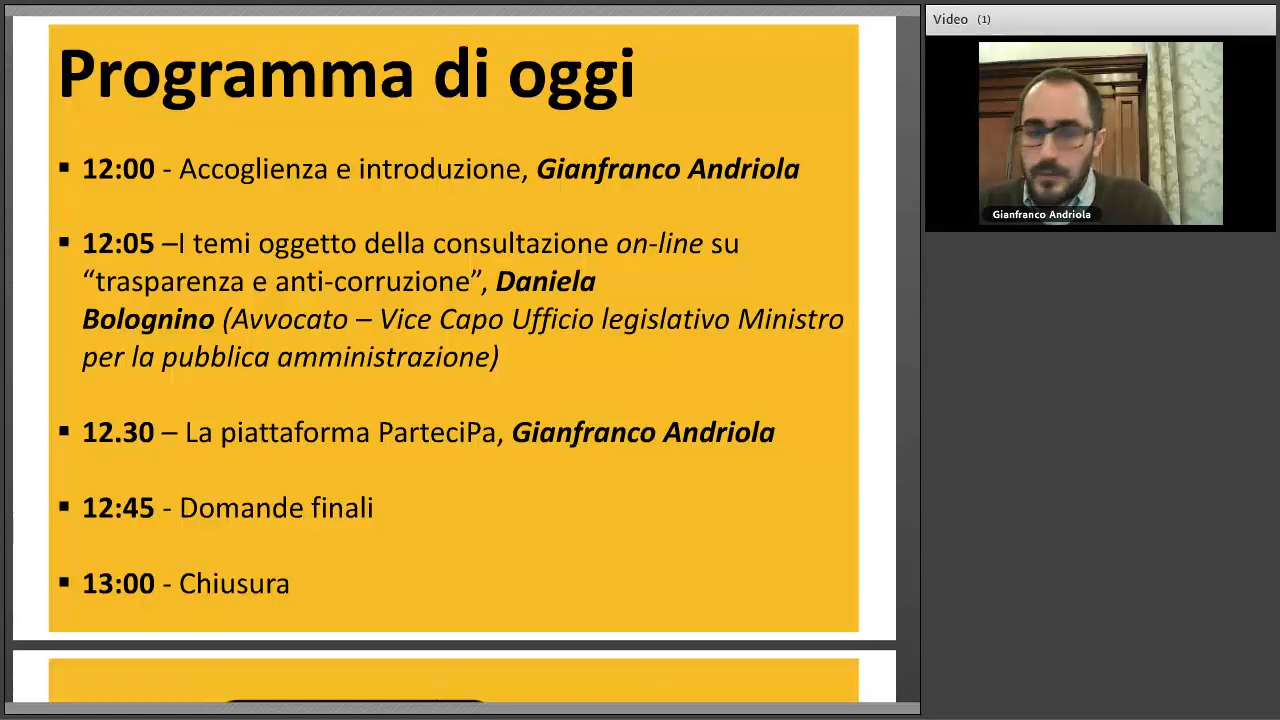 Programma di oggi
▪ 12:00 - Accoglienza e introduzione, Gianfranco Andriola
▪ 12:05 –I temi oggetto della consultazione on-line su
“trasparenza e anti-corruzione”, Daniela
Bolognino (Avvocato – Vice Capo Ufficio legislativo Ministro
per la pubblica amministrazione)
▪ 12.30 – La piattaforma ParteciPa, Gianfranco Andriola
▪ 12:45 - Domande finali
▪ 13:00 - Chiusura
Video (1)
Gianfranco Andriola